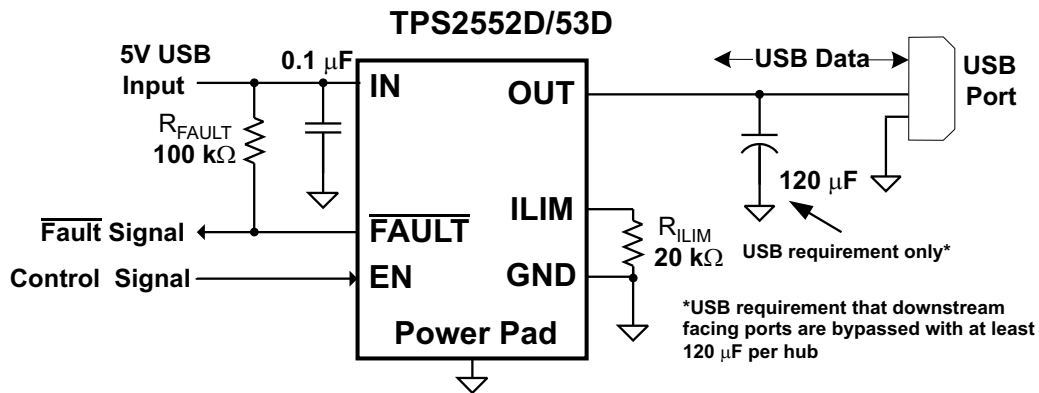 TPS2552D/53D
5V USB
Input
0.1 μF
IN
OUT
USB Data
USB
Port
R_FAULT
100 kΩ
120 μF
ILIM
Fault Signal
FAULT
R_ILIM
20 kΩ
USB requirement only*
Control Signal
EN
GND
Power Pad
*USB requirement that downstream
facing ports are bypassed with at least
120 μF per hub